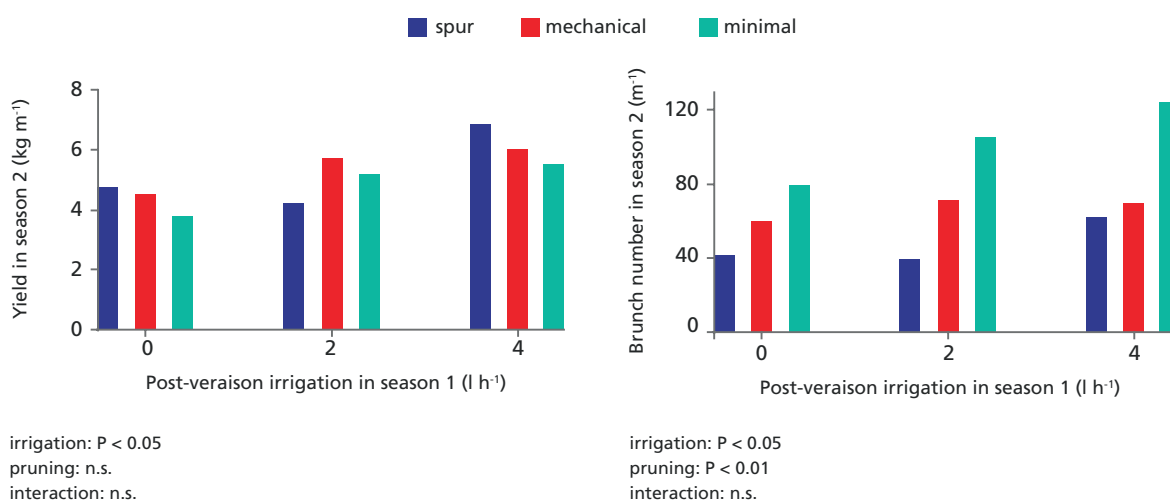 spur mechanical minimal
Yield in season 2 (kg m-1)
8
6
4
2
0
0 2 4
Post-veraison irrigation in season 1 (l h-1)
irrigation: P < 0.05
pruning: n.s.
interaction: n.s.
Brunch number in season 2 (m-1)
120
80
40
0
0 2 4
Post-veraison irrigation in season 1 (l h-1)
irrigation: P < 0.05
pruning: P < 0.01
interaction: n.s.